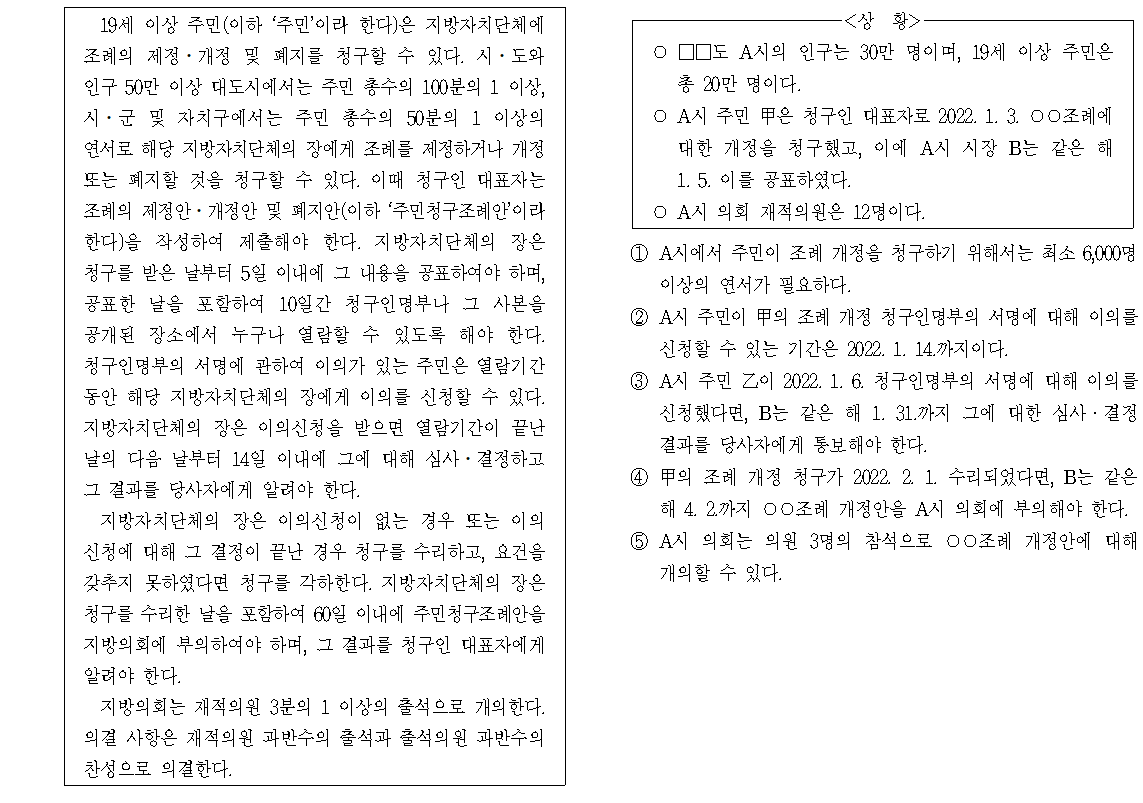 19세 이상 주민(이하 '주민'이라 한다)은 지방자치단체에
조례의 제정·개정 및 폐지를 청구할 수 있다. 시·도와
인구 50만 이상 대도시에서는 주민 총수의 100분의 1 이상,
시·군 및 자치구에서는 주민 총수의 50분의 1 이상의
연서로 해당 지방자치단체의 장에게 조례를 제정하거나 개정
또는 폐지할 것을 청구할 수 있다. 이때 청구인 대표자는
조례의 제정안·개정안 및 폐지안(이하 '주민청구조례안'이라
한다)을 작성하여 제출해야 한다. 지방자치단체의 장은
청구를 받은 날부터 5일 이내에 그 내용을 공표하여야 하며,
공표한 날을 포함하여 10일간 청구인명부나 그 사본을
공개된 장소에서 누구나 열람할 수 있도록 해야 한다.
청구인명부의 서명에 관하여 이의가 있는 주민은 열람기간
동안 해당 지방자치단체의 장에게 이의를 신청할 수 있다.
지방자치단체의 장은 이의신청을 받으면 열람기간이 끝난
날의 다음 날부터 14일 이내에 그에 대해 심사·결정하고
그 결과를 당사자에게 알려야 한다.
지방자치단체의 장은 이의신청이 없는 경우 또는 이의
신청에 대해 그 결정이 끝난 경우 청구를 수리하고, 요건을
갖추지 못하였다면 청구를 각하한다. 지방자치단체의 장은
청구를 수리한 날을 포함하여 60일 이내에 주민청구조례안을
지방의회에 부의하여야 하며, 그 결과를 청구인 대표자에게
알려야 한다.
지방의회는 재적의원 3분의 1 이상의 출석으로 개의한다.
의결 사항은 재적의원 과반수의 출석과 출석의원 과반수의
찬성으로 의결한다.
<상 황>
○ □□도 A시의 인구는 30만 명이며, 19세 이상 주민은
총 20만 명이다.
○ A시 주민 甲은 청구인 대표자로 2022. 1. 3. ○○조례에
대한 개정을 청구했고, 이에 A시 시장 B는 같은 해
1. 5. 이를 공표하였다.
○ A시 의회 재적의원은 12명이다.
① A시에서 주민이 조례 개정을 청구하기 위해서는 최소 6,000명
이상의 연서가 필요하다.
② A시 주민이 甲의 조례 개정 청구인명부의 서명에 대해 이의를
신청할 수 있는 기간은 2022. 1. 14.까지이다.
③ A시 주민 乙이 2022. 1. 6. 청구인명부의 서명에 대해 이의를
신청했다면, B는 같은 해 1. 31.까지 그에 대한 심사·결정
결과를 당사자에게 통보해야 한다.
④ 甲의 조례 개정 청구가 2022. 2. 1. 수리되었다면, B는 같은
해 4. 2.까지 ○○조례 개정안을 A시 의회에 부의해야 한다.
⑤ A시 의회는 의원 3명의 참석으로 ○○조례 개정안에 대해
개의할 수 있다.